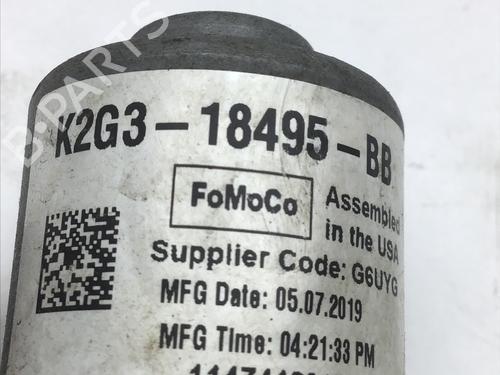 K2G3-18495-BB
FoMoCo
Assembled
in the USA
Supplier Code: G6UYG
MFG Date: 05.07.2019
MFG Time: 04:21:33 PM
B-PARTS